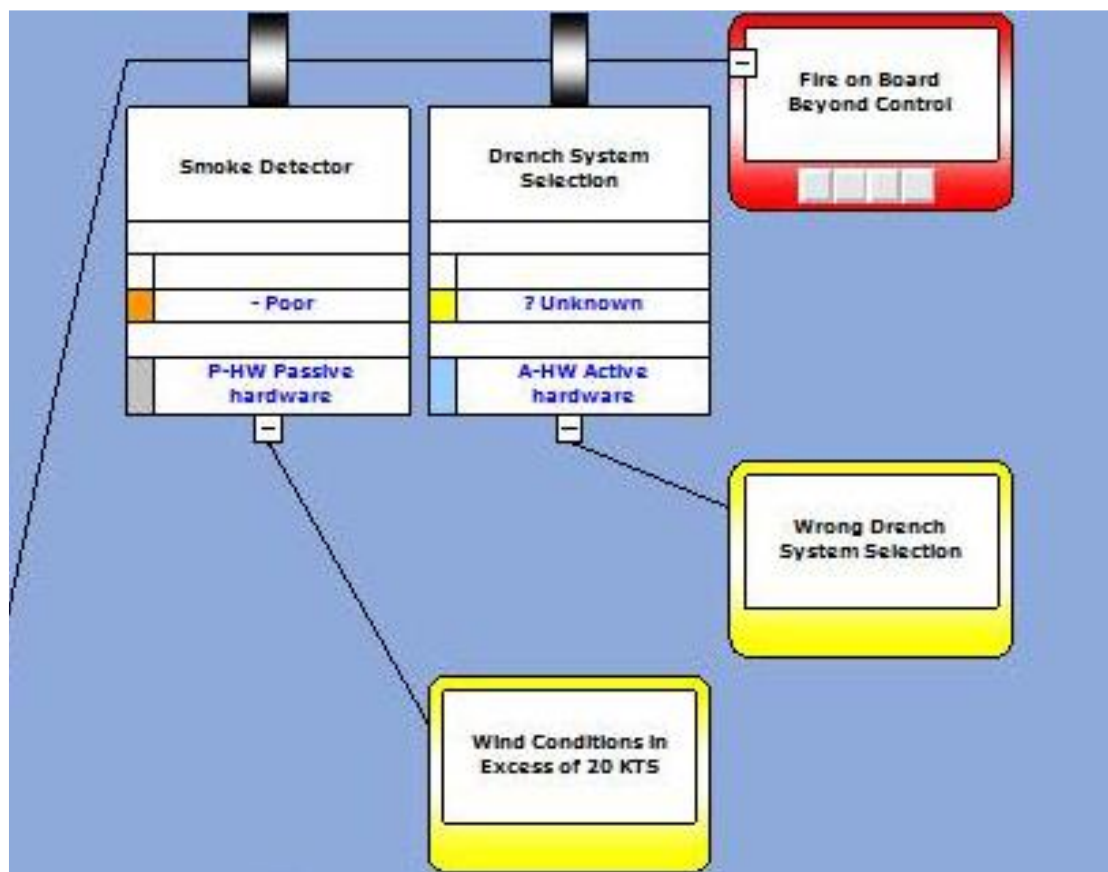 Fire on Board
Beyond Control
Smoke Detector
Drench System
Selection
- Poor
? Unknown
P-HW Passive
hardware
A-HW Active
hardware
Wrong Drench
System Selection
Wind Conditions in
Excess of 20 KTS